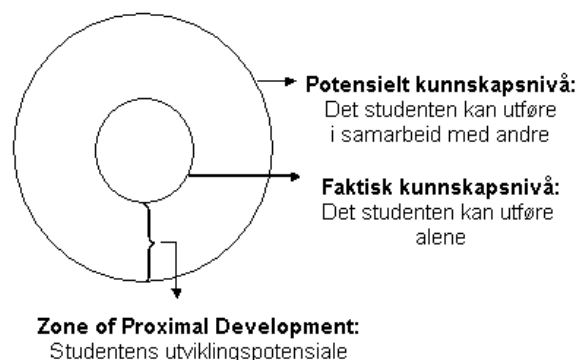 Potensielt kunnskapsnivå:
Det studenten kan utføre
i samarbeid med andre
Faktisk kunnskapsnivå:
Det studenten kan utføre
alene
Zone of Proximal Development:
Studentens utviklingspotensiale